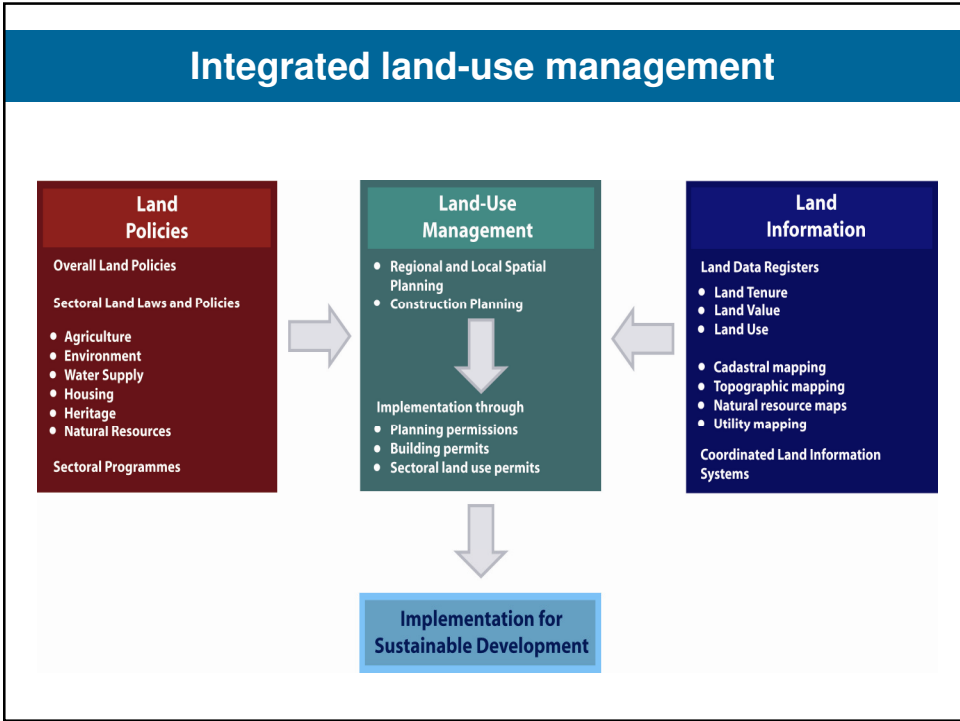 Integrated land-use management
Land
Policies
Overall Land Policies
Sectoral Land Laws and Policies
• Agriculture
• Environment
• Water Supply
• Housing
• Heritage
• Natural Resources
Sectoral Programmes
Land-Use
Management
• Regional and Local Spatial
Planning
• Construction Planning
Implementation through
• Planning permissions
• Building permits
• Sectoral land use permits
Land
Information
Land Data Registers
• Land Tenure
• Land Value
• Land Use
• Cadastral mapping
• Topographic mapping
• Natural resource maps
• Utility mapping
Coordinated Land Information
Systems
Implementation for
Sustainable Development